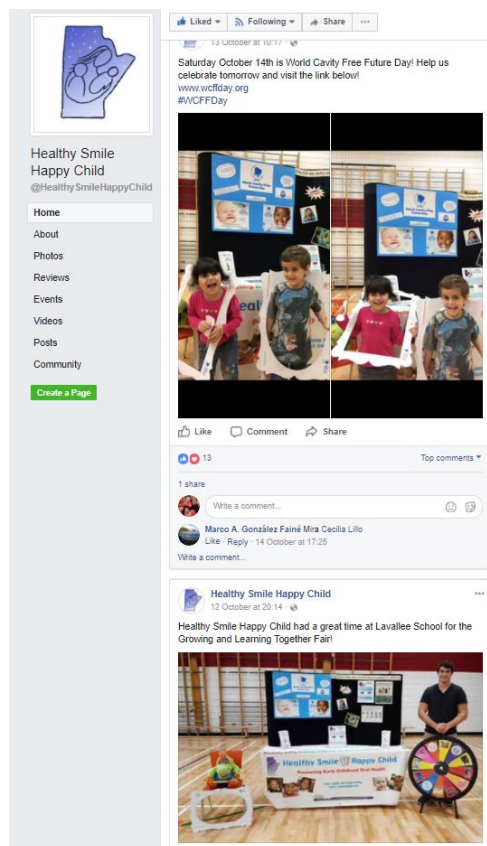 Liked
Following
Share
13 October at 10:17
Saturday October 14th is World Cavity Free Future Day! Help us
celebrate tomorrow and visit the link below!
www.wcffday.org
#WCFFDay
Healthy Smile
Happy Child
@HealthySmileHappyChild
Home
About
Photos
Reviews
Events
Videos
Posts
Community
Create a Page
Like Comment Share
13
Top comments
1 share
Write a comment...
Marco A. González Fainé Mira Cecilia Lillo
Like · Reply · 14 October at 17:25
Write a comment...
Healthy Smile Happy Child
12 October at 20:14
Healthy Smile Happy Child had a great time at Lavallee School for the
Growing and Learning Together Fair!
Healthy Smile Happy Child
Promoting Early Childhood Oral Health